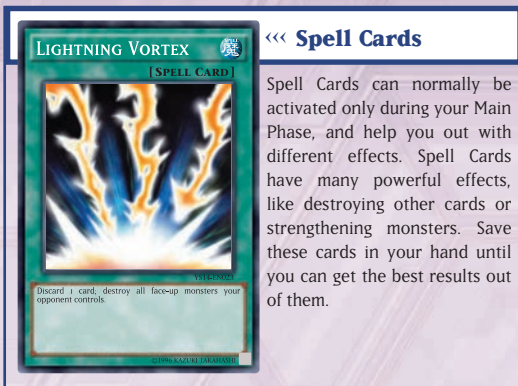 LIGHTNING VORTEX
SPELL
魔
[SPELL CARD]
YS14-EN023
Discard 1 card; destroy all face-up monsters your
opponent controls.
©1996 KAZUKI TAKAHASHI
‹‹‹ Spell Cards
Spell Cards can normally be
activated only during your Main
Phase, and help you out with
different effects. Spell Cards
have many powerful effects,
like destroying other cards or
strengthening monsters. Save
these cards in your hand until
you can get the best results out
of them.